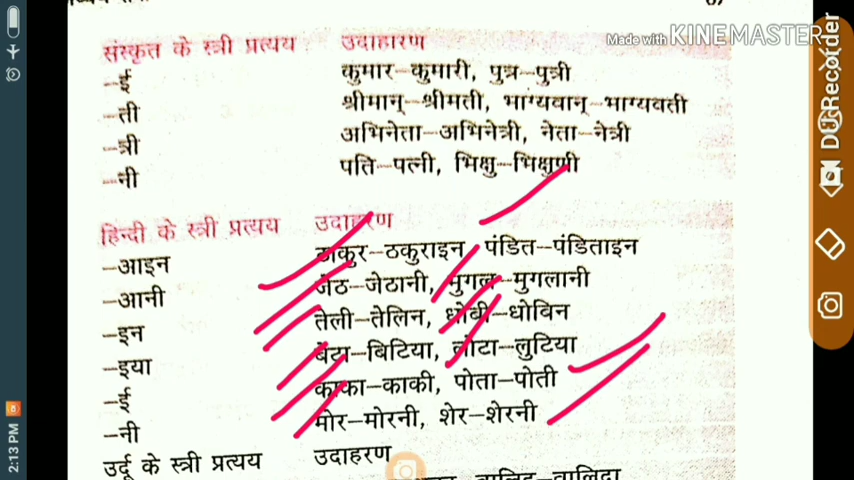 67
Made with KINEMASTER
DU Recorder
संस्कृत के स्त्री प्रत्यय उदाहारण
–ई कुमार–कुमारी, पुत्र–पुत्री
–ती श्रीमान्–श्रीमती, भाग्यवान्–भाग्यवती
–त्री अभिनेता–अभिनेत्री, नेता–नेत्री
–नी पति–पत्नी, भिक्षु–भिक्षुणी
हिन्दी के स्त्री प्रत्यय उदाहरण
–आइन ठाकुर–ठकुराइन पंडित–पंडिताइन
–आनी जेठ–जेठानी, मुगल–मुगलानी
–इन तेली–तेलिन, धोबी–धोबिन
–इया बेटा–बिटिया, लोटा–लुटिया
–ई काका–काकी, पोता–पोती
–नी मोर–मोरनी, शेर–शेरनी
उर्दू के स्त्री प्रत्यय उदाहरण
वालिद–वालिदा
2:13 PM